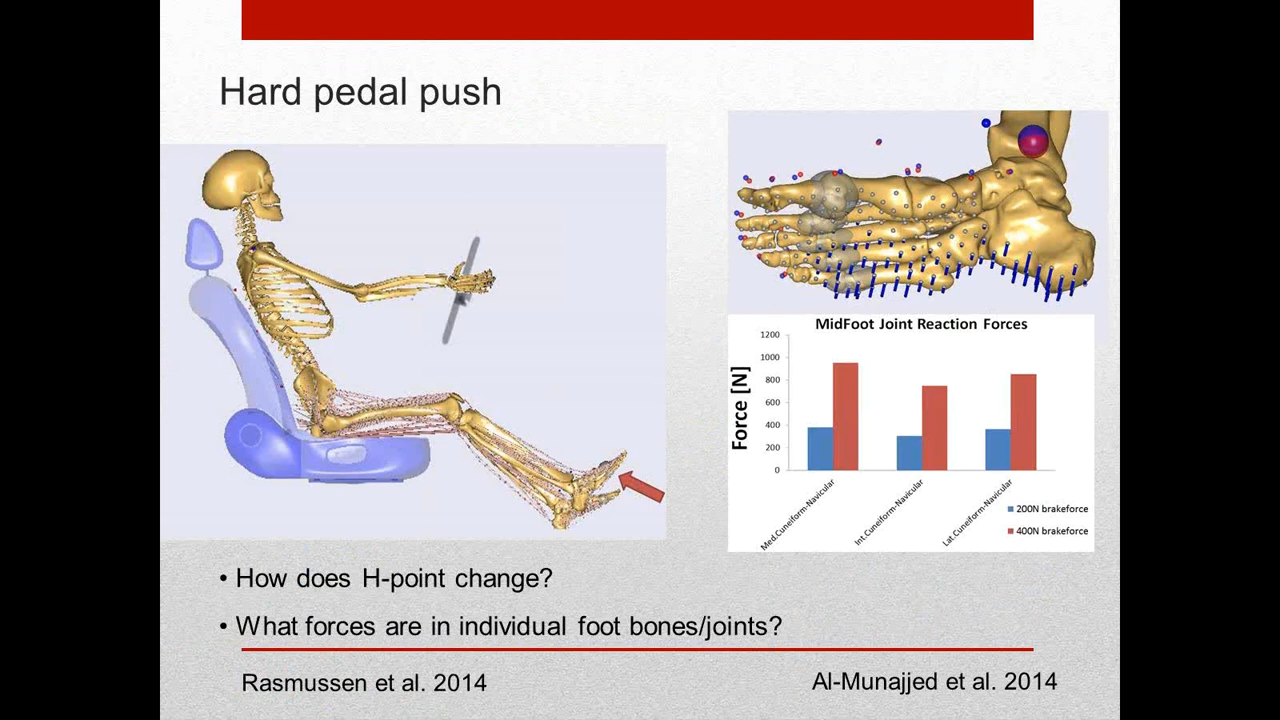 Hard pedal push
MidFoot Joint Reaction Forces
Force [N]
1200
1000
800
600
400
200
0
Med.Cuneiform-Navicular
Int.Cuneiform-Navicular
Lat.Cuneiform-Navicular
200N brakeforce
400N brakeforce
• How does H-point change?
• What forces are in individual foot bones/joints?
Rasmussen et al. 2014
Al-Munajjed et al. 2014